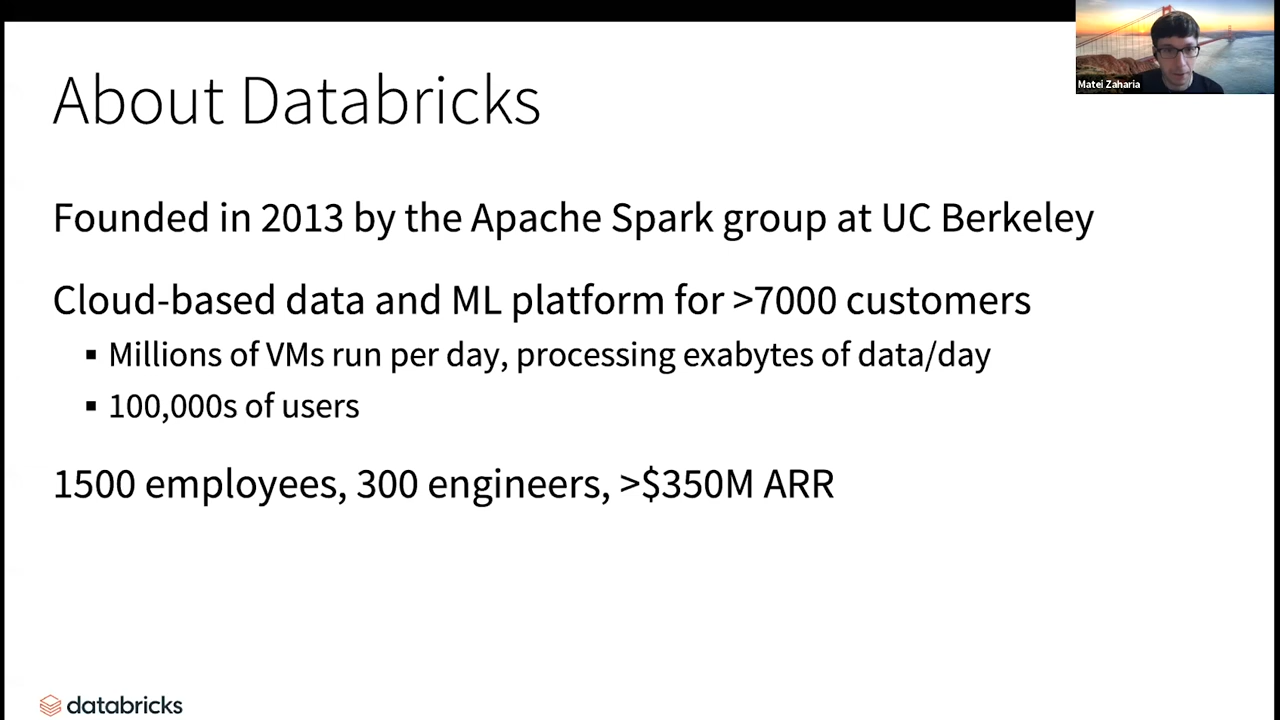 Matei Zaharia
About Databricks
Founded in 2013 by the Apache Spark group at UC Berkeley
Cloud-based data and ML platform for >7000 customers
▪ Millions of VMs run per day, processing exabytes of data/day
▪ 100,000s of users
1500 employees, 300 engineers, >$350M ARR
databricks